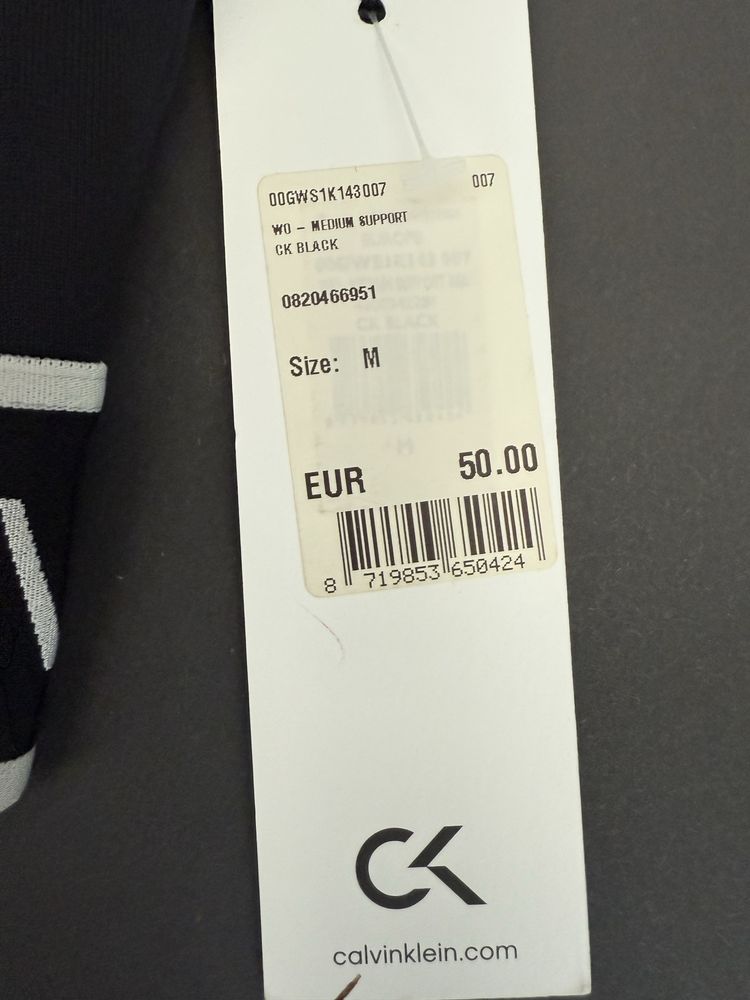 00GWS1K143007 007
WO - MEDIUM SUPPORT
CK BLACK
0820466951
Size: M
EUR 50.00
8 719853 650424
CK
calvinklein.com